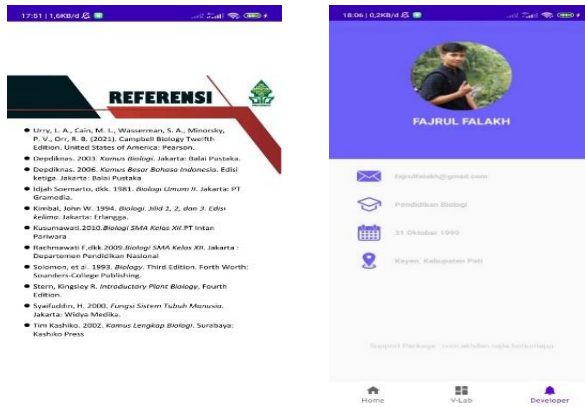 17:51 | 1,6KB/d
REFERENSI
Urry, L. A., Cain, M. L., Wasserman, S. A., Minorsky,
P. V., Orr, R. B. (2021). Campbell Biology Twelfth
Edition. United States of America: Pearson.
Depdiknas. 2003. Kamus Biologi. Jakarta: Balai Pustaka.
Depdiknas. 2006. Kamus Besar Bahasa Indonesia. Edisi
ketiga. Jakarta: Balai Pustaka
Idjah Soemarto, dkk. 1981. Biologi Umum II. Jakarta: PT
Gramedia.
Kimbal, John W. 1994. Biologi. Jilid 1, 2, dan 3. Edisi
kelima. Jakarta: Erlangga.
Kusumawati.2010.Biologi SMA Kelas XII.PT Intan
Pariwara
Rachmawati F,dkk.2009.Biologi SMA Kelas XII. Jakarta :
Departemen Pendidikan Nasional
Solomon, et al. 1993. Biology. Third Edition. Forth Worth:
Sounders-College Publishing.
Stern, Kingsley R. Introductory Plant Biology, Fourth
Edition.
Syaifuddin, H. 2000. Fungsi Sistem Tubuh Manusia.
Jakarta: Widya Medika.
Tim Kashiko. 2002. Kamus Lengkap Biologi. Surabaya:
Kashiko Press
18:06 | 0,2KB/d
FAJRUL FALAKH
fajrulfalakh@gmail.com
Pendidikan Biologi
31 Oktober 1999
Kayen, Kabupaten Pati
Support Package :
Home V-Lab Developer